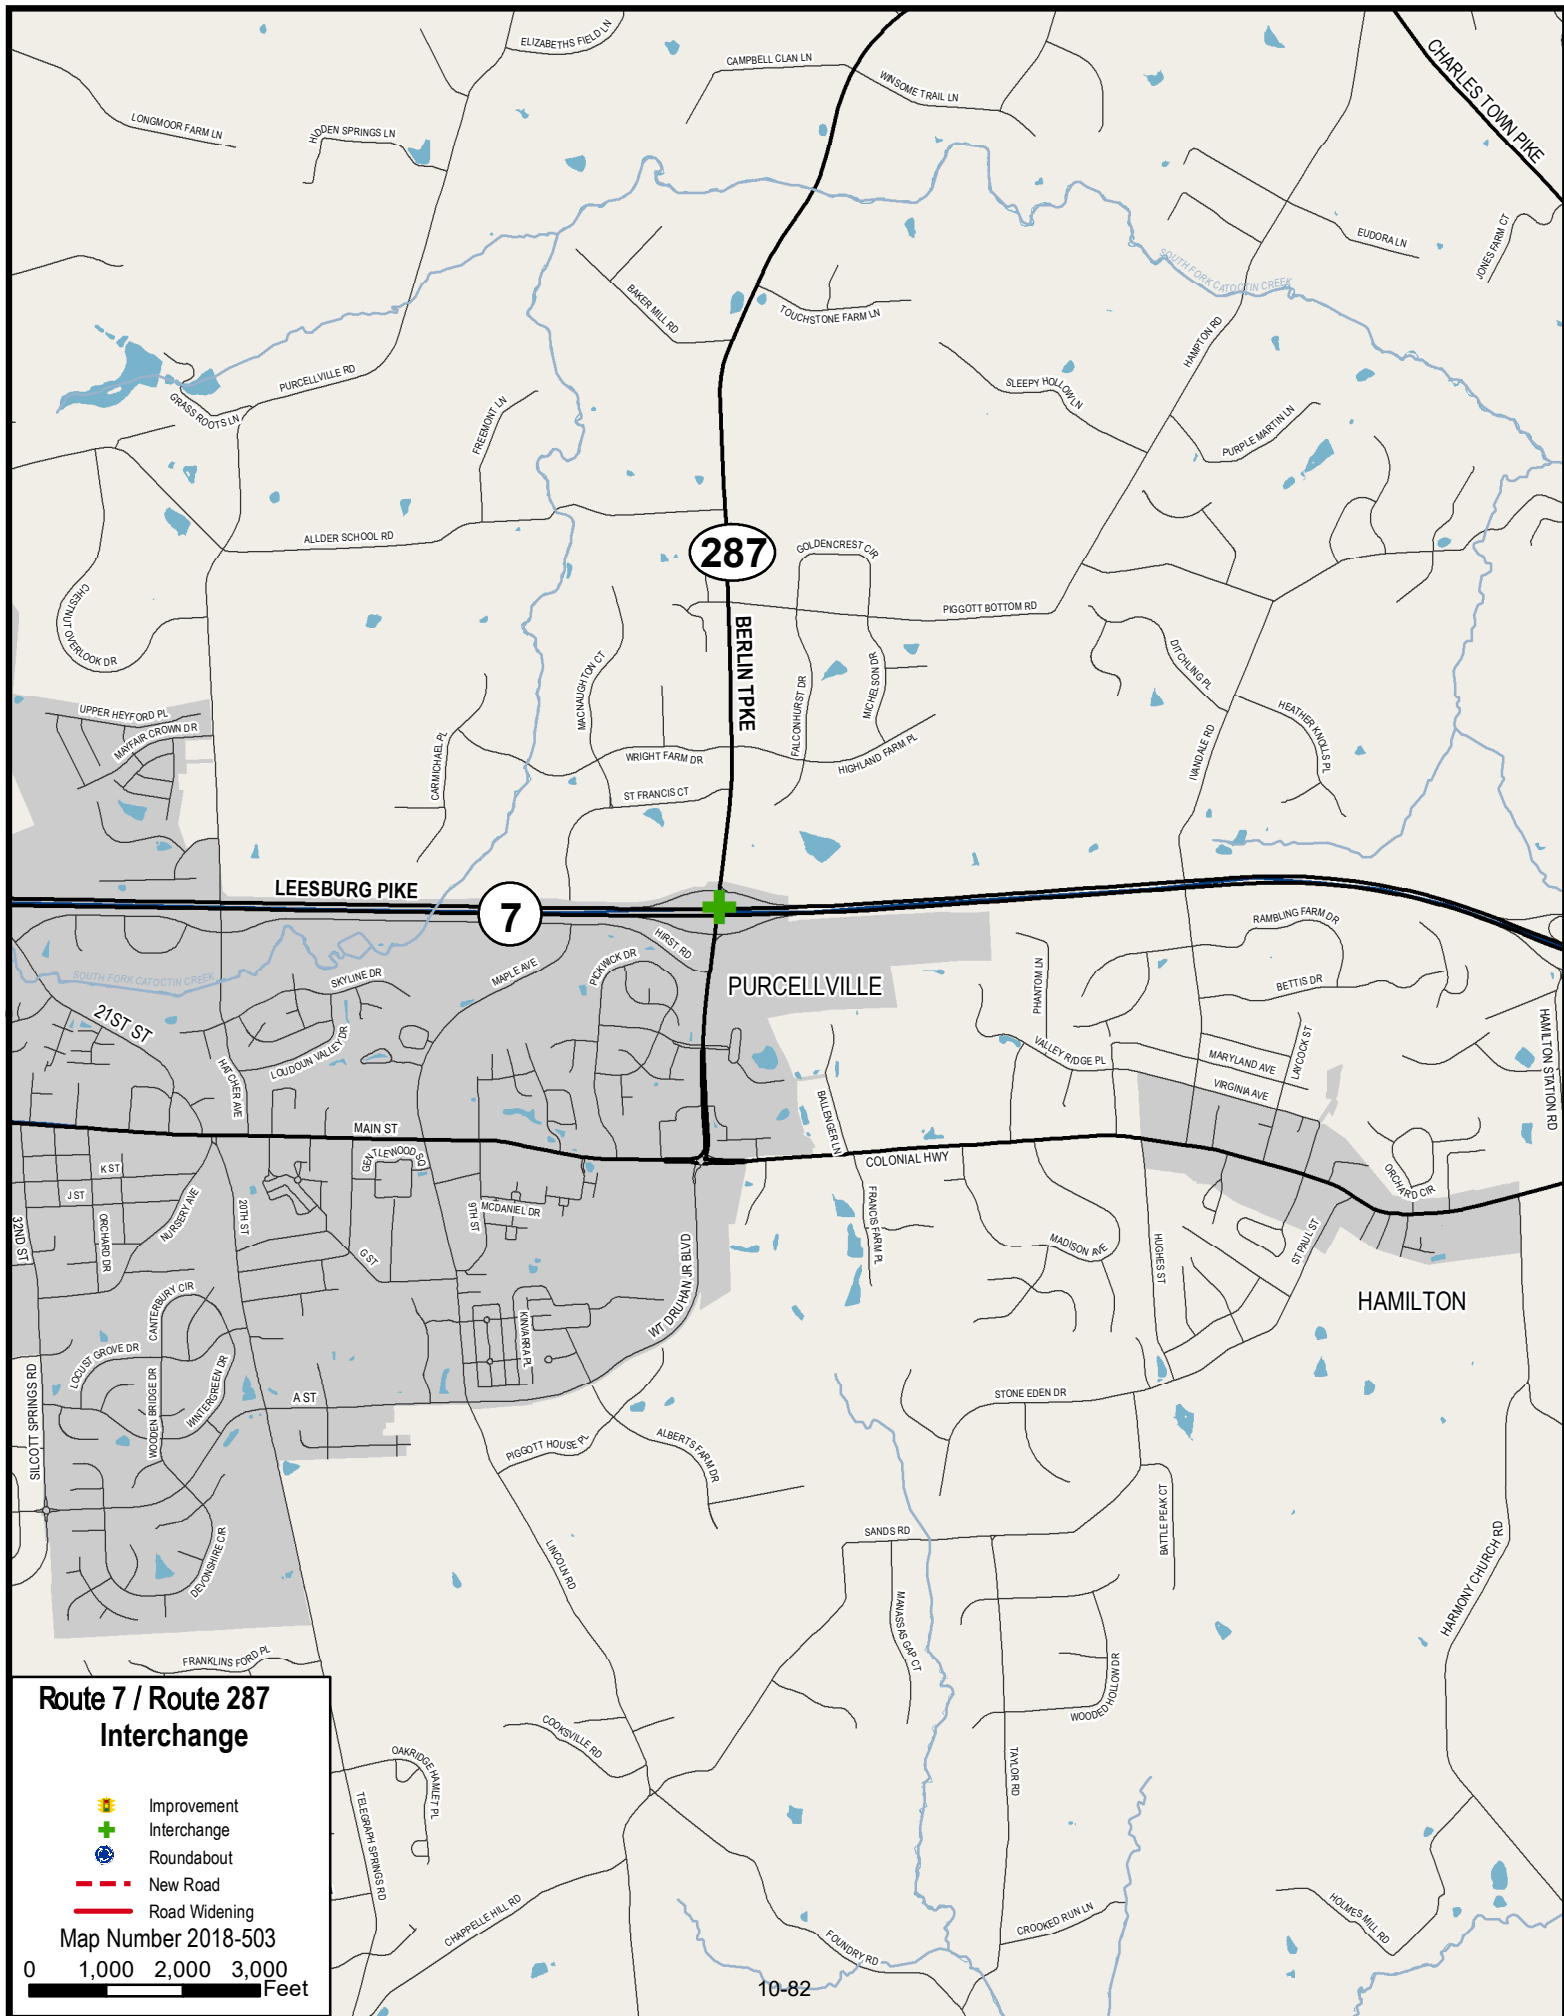 ELIZABETHS FIELD LN
CAMPBELL CLAN LN
WINSOME TRAIL LN
CHARLES TOWN PIKE
LONGMOOR FARM LN
HIDDEN SPRINGS LN
EUDORA LN
JONES FARM CT
SOUTH FORK CATOCTIN CREEK
BAKER MILL RD
TOUCHSTONE FARM LN
HAMPTON RD
PURCELLVILLE RD
GRASS ROOTS LN
FREEMONT LN
SLEEPY HOLLOW LN
PURPLE MARTIN LN
ALLDER SCHOOL RD
287
GOLDENCREST CIR
CHESTNUT OVERLOOK DR
PIGGOTT BOTTOM RD
BERLIN TPKE
MACNAUGHTON CT
FALCONHURST DR
MICHELSON DR
DITCHLING PL
UPPER HEYFORD PL
MAYFAIR CROWN DR
CARMICHAEL PL
WRIGHT FARM DR
HIGHLAND FARM PL
IVANDALE RD
HEATHER KNOLLS PL
ST FRANCIS CT
LEESBURG PIKE
7
HIRST RD
RAMBLING FARM DR
PICKWICK DR
MAPLE AVE
SKYLINE DR
SOUTH FORK CATOCTIN CREEK
PURCELLVILLE
PHANTOM LN
BETTIS DR
21ST ST
HATCHER AVE
LOUDOUN VALLEY DR
VALLEY RIDGE PL
MARYLAND AVE
LAYCOCK ST
VIRGINIA AVE
HAMILTON STATION RD
BALLENGER LN
MAIN ST
GENTLEWOOD SQ
COLONIAL HWY
K ST
J ST
ORCHARD DR
NURSERY AVE
20TH ST
32ND ST
9TH ST
MCDANIEL DR
G ST
FRANCIS FARM PL
MADISON AVE
HUGHES ST
ST PAUL ST
ORCHARD CIR
HAMILTON
WT DRUHAN JR BLVD
CANTERBURY CIR
KINVARRA PL
LOCUST GROVE DR
WOODEN BRIDGE DR
WINTERGREEN DR
SILCOTT SPRINGS RD
A ST
STONE EDEN DR
PIGGOTT HOUSE PL
ALBERTS FARM DR
BATTLE PEAK CT
SANDS RD
LINCOLN RD
DEVONSHIRE CIR
MANASSAS GAP CT
HARMONY CHURCH RD
FRANKLINS FORD PL
WOODED HOLLOW DR
COOKSVILLE RD
OAKRIDGE HAMLET PL
TAYLOR RD
TELEGRAPH SPRINGS RD
CHAPPELLE HILL RD
FOUNDRY RD
CROOKED RUN LN
HOLMES MILL RD
Route 7 / Route 287
Interchange
Improvement
Interchange
Roundabout
New Road
Road Widening
Map Number 2018-503
0 1,000 2,000 3,000
Feet
10-82